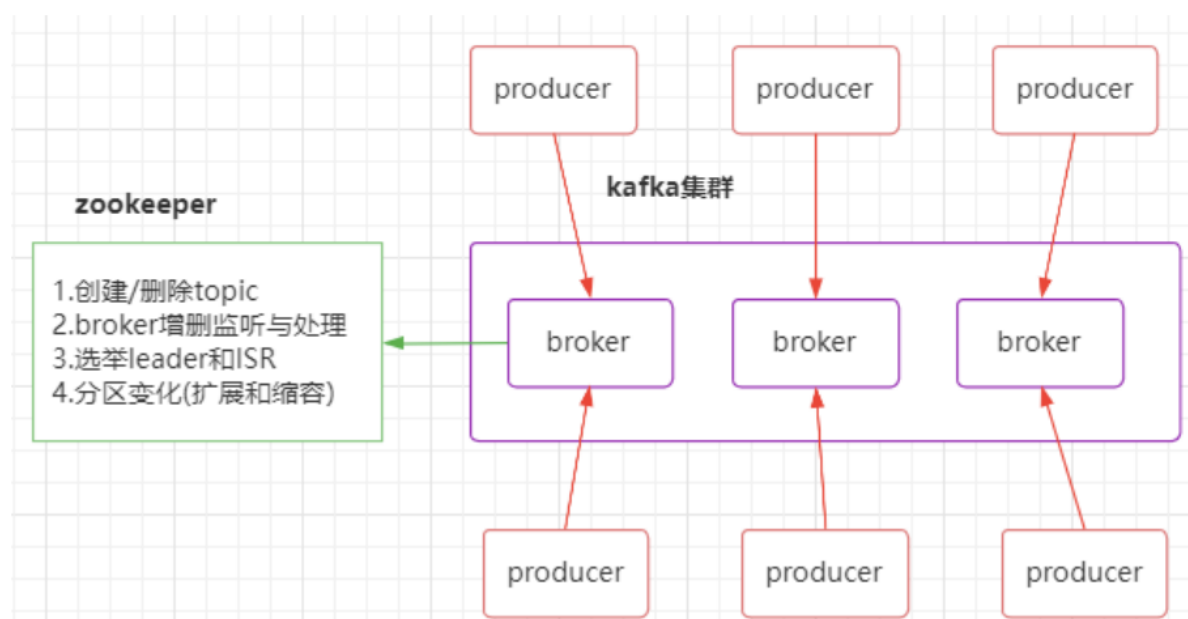 producer
producer
producer
kafka集群
zookeeper
1.创建/删除topic
2.broker增删监听与处理
3.选举leader和ISR
4.分区变化(扩展和缩容)
broker
broker
broker
producer
producer
producer